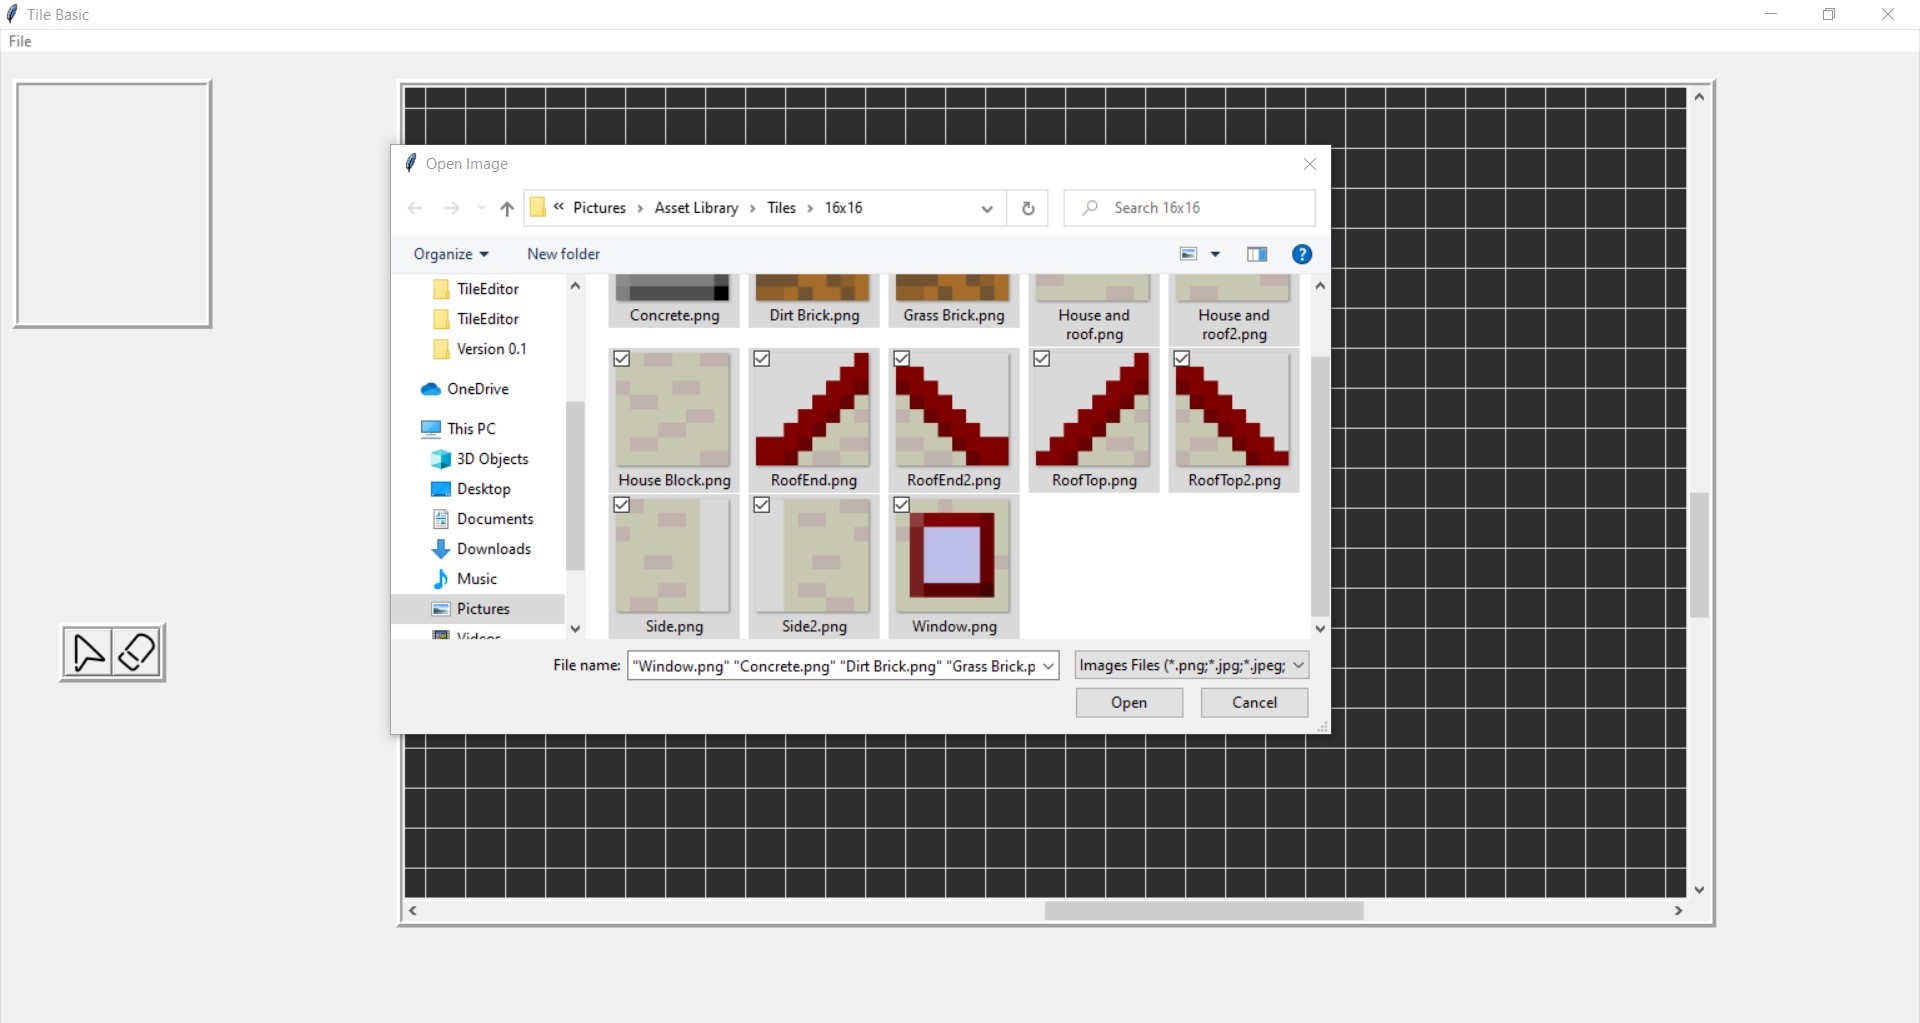 Tile Basic
File
Open Image
« Pictures › Asset Library › Tiles › 16x16
Search 16x16
Organize
New folder
TileEditor
TileEditor
Version 0.1
OneDrive
This PC
3D Objects
Desktop
Documents
Downloads
Music
Pictures
Videos
Concrete.png
Dirt Brick.png
Grass Brick.png
House and
roof.png
House and
roof2.png
House Block.png
RoofEnd.png
RoofEnd2.png
RoofTop.png
RoofTop2.png
Side.png
Side2.png
Window.png
File name: "Window.png" "Concrete.png" "Dirt Brick.png" "Grass Brick.p
Images Files (*.png;*.jpg;*.jpeg;
Open
Cancel